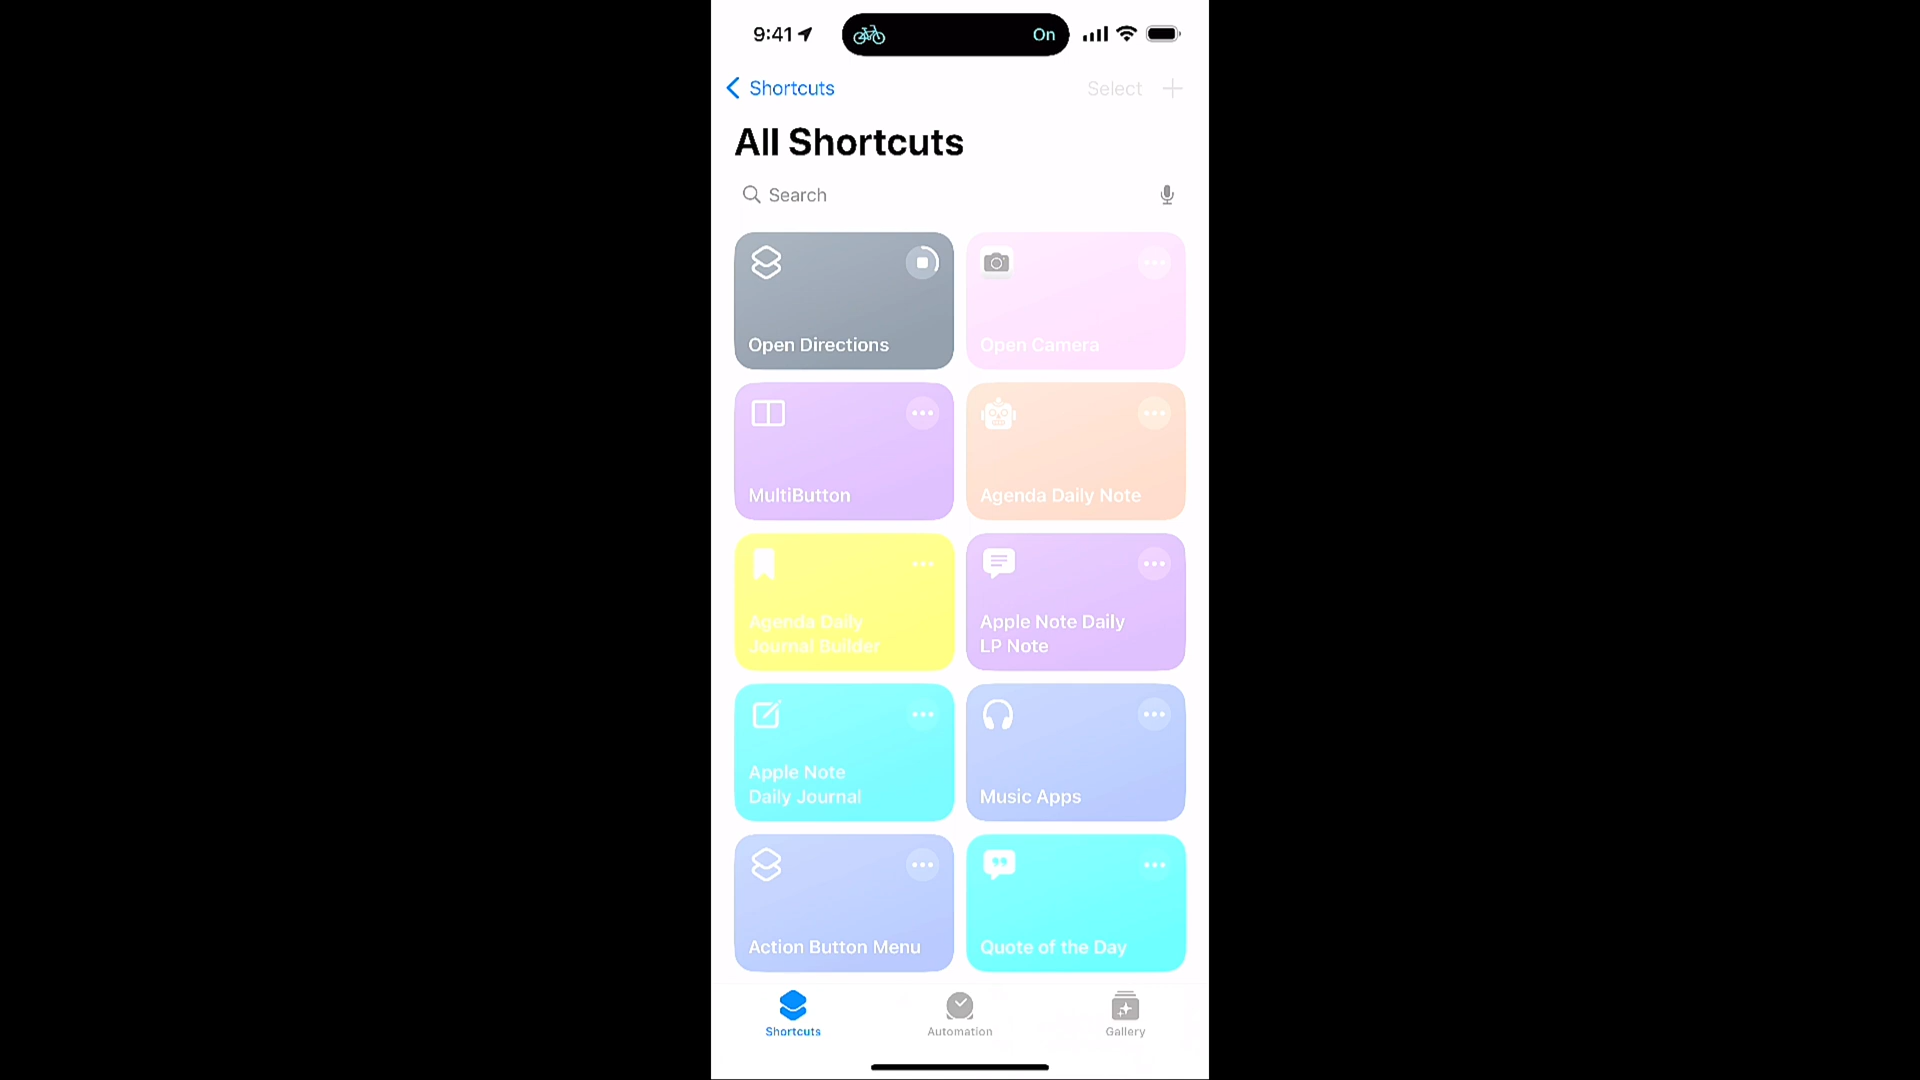 9:41
On
Shortcuts
Select
All Shortcuts
Search
Open Directions
Open Camera
MultiButton
Agenda Daily Note
Agenda Daily
Journal Builder
Apple Note Daily
LP Note
Apple Note
Daily Journal
Music Apps
Action Button Menu
Quote of the Day
Shortcuts
Automation
Gallery